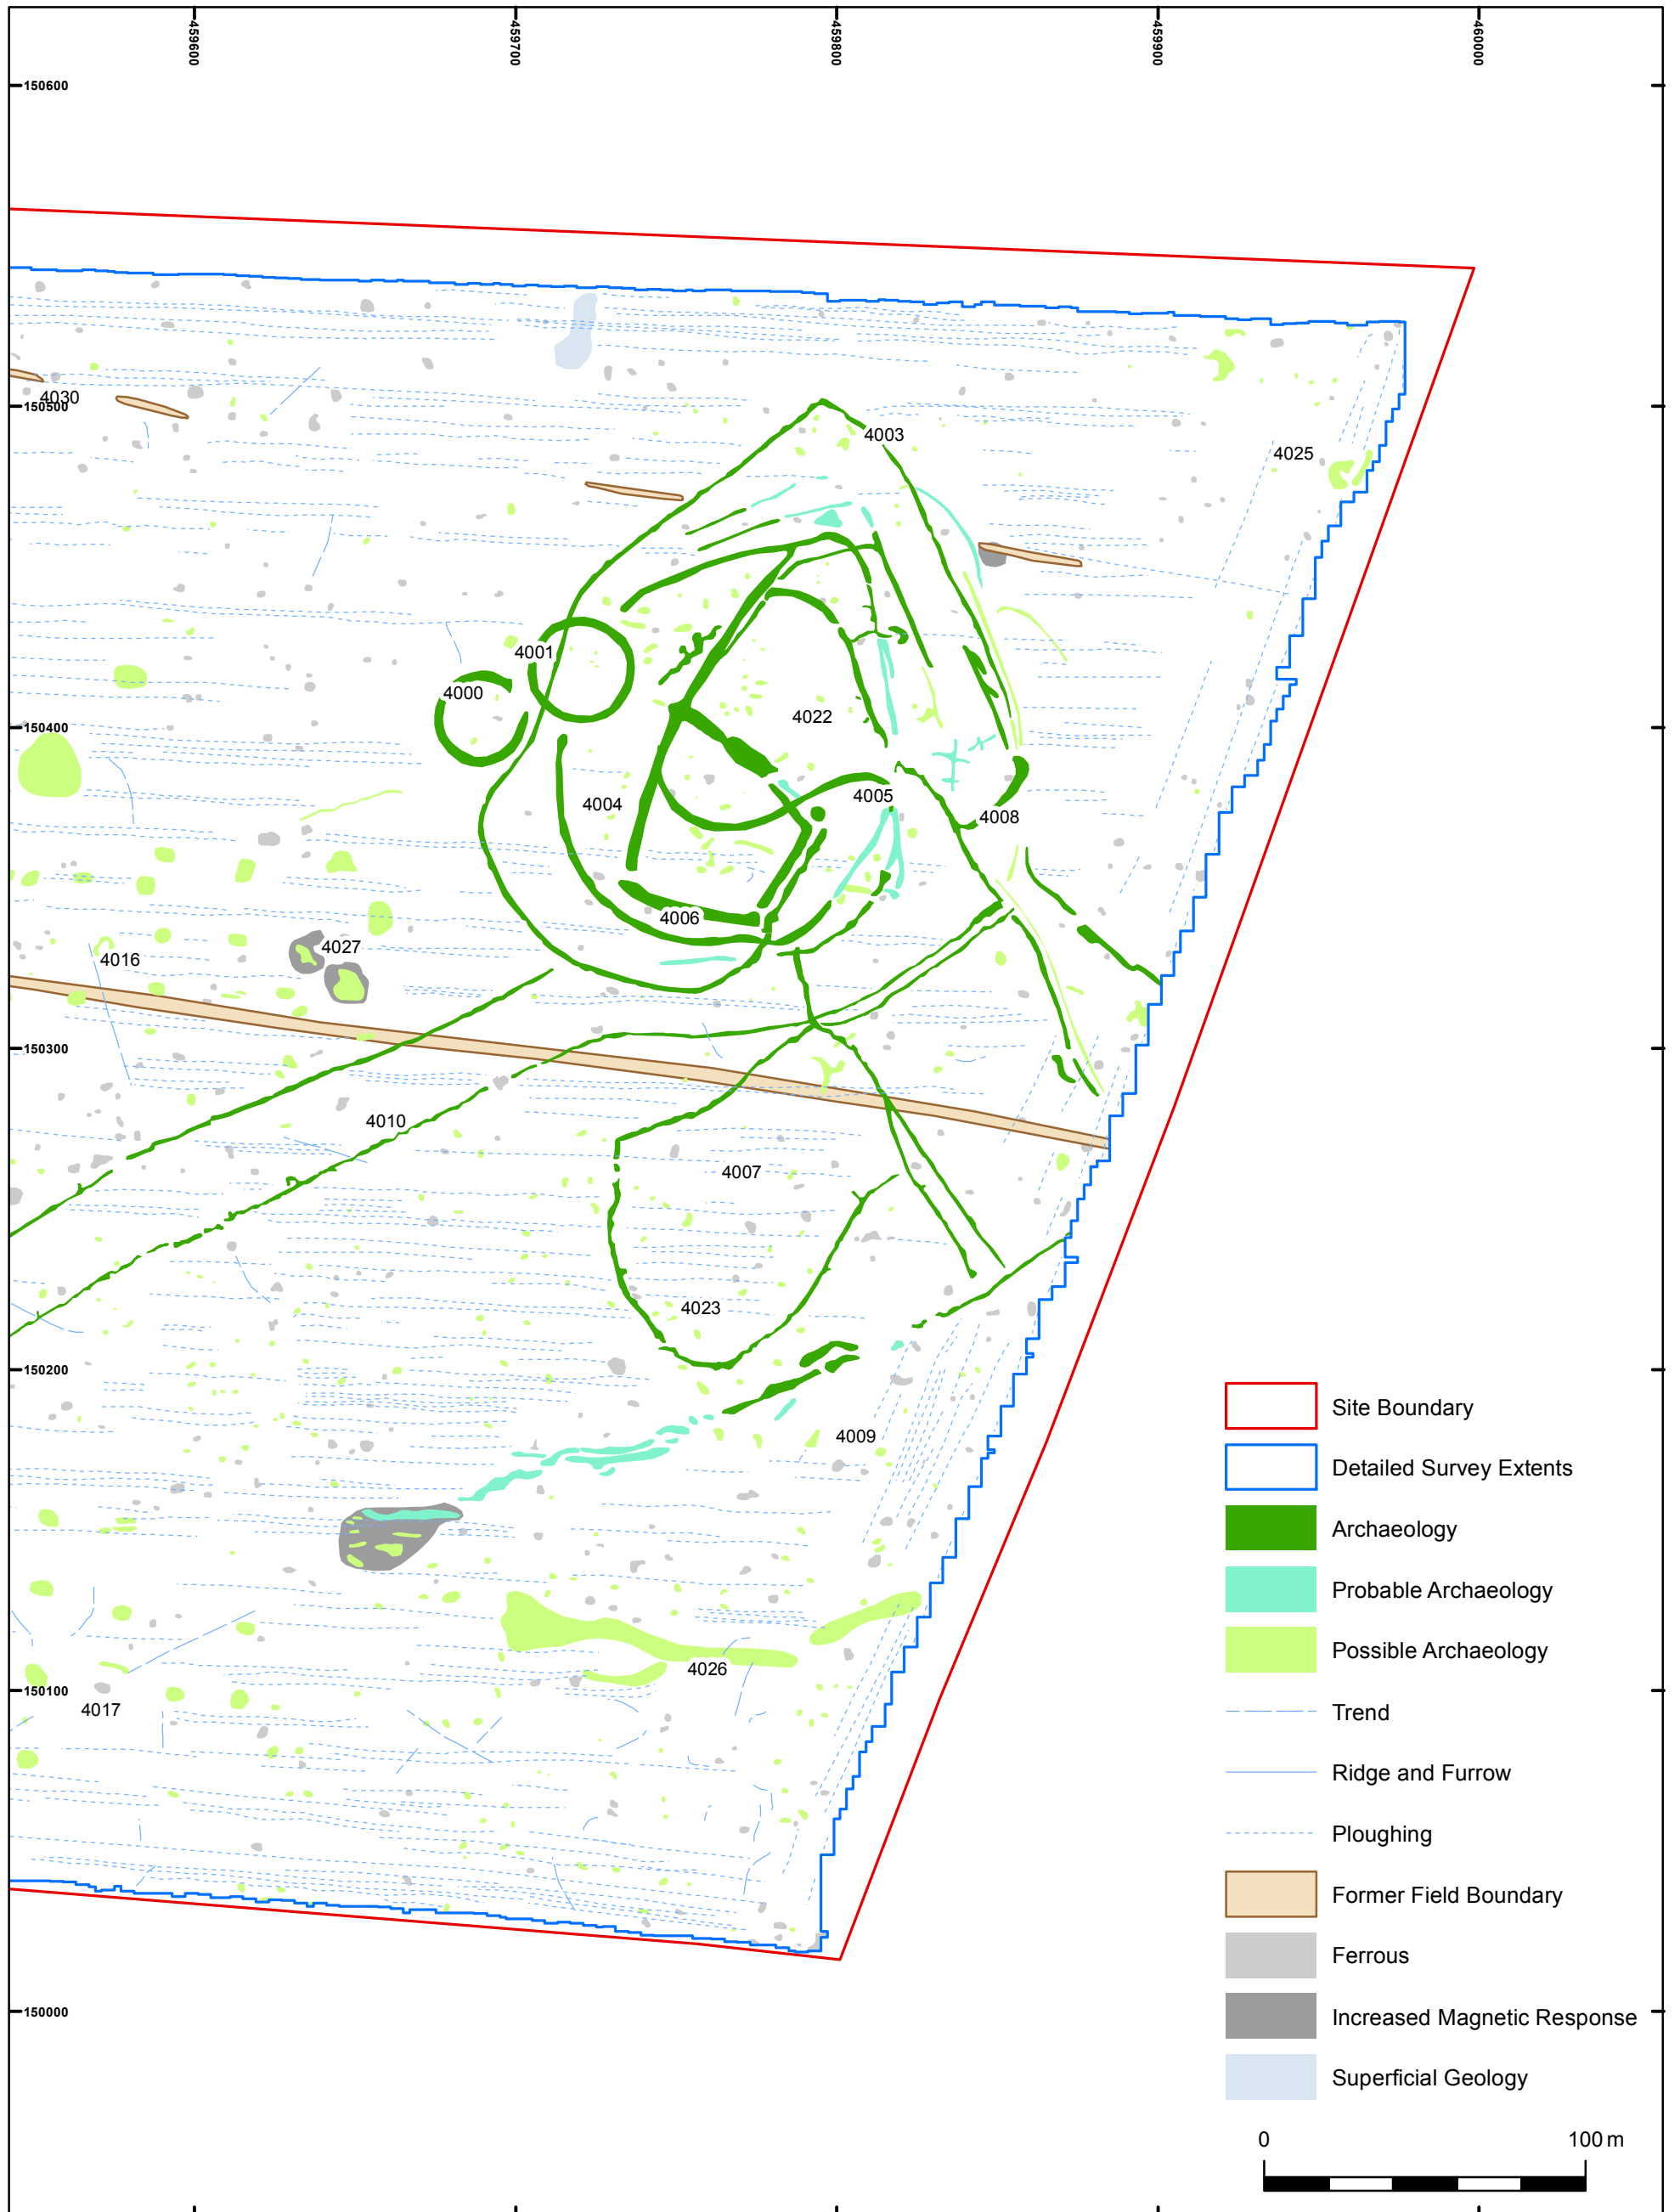 459600
459700
459800
459900
460000
150600
4030
150500
4003
4025
4001
4000
4022
150400
4004
4005
4008
4006
4027
4016
150300
4010
4007
4023
150200
4009
4026
150100
4017
150000
Site Boundary
Detailed Survey Extents
Archaeology
Probable Archaeology
Possible Archaeology
Trend
Ridge and Furrow
Ploughing
Former Field Boundary
Ferrous
Increased Magnetic Response
Superficial Geology
0 100 m